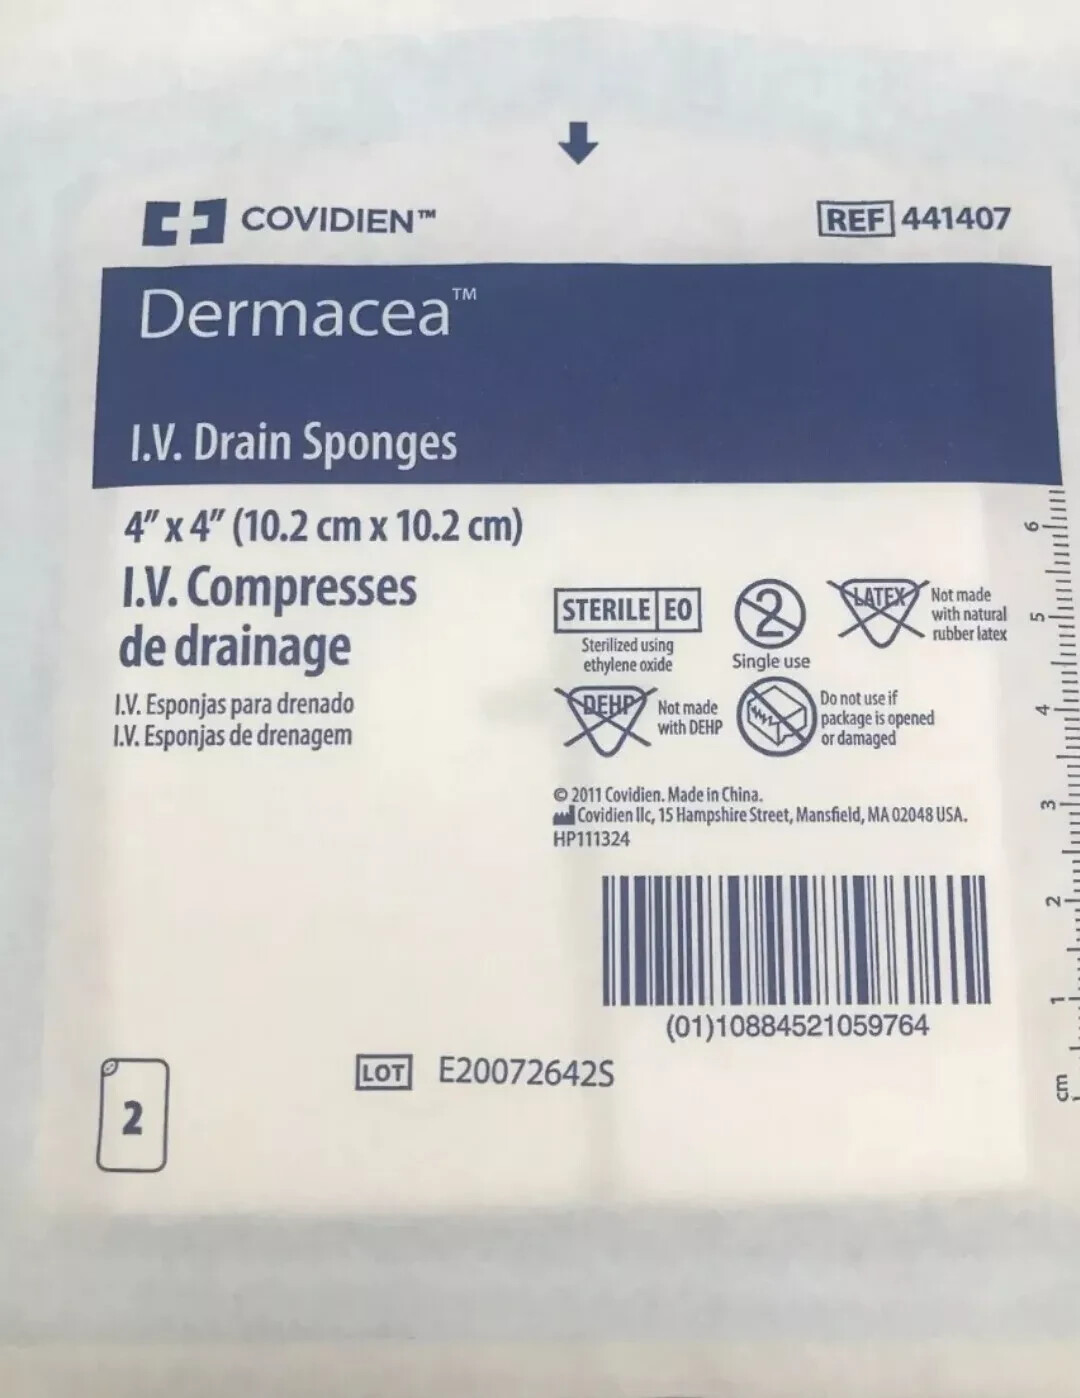 COVIDIEN™
REF 441407
Dermacea™
I.V. Drain Sponges
4” x 4” (10.2 cm x 10.2 cm)
I.V. Compresses
de drainage
I.V. Esponjas para drenado
I.V. Esponjas de drenagem
STERILE EO
Sterilized using
ethylene oxide
2
Single use
LATEX
Not made
with natural
rubber latex
DEHP
Not made
with DEHP
Do not use if
package is opened
or damaged
© 2011 Covidien. Made in China.
Covidien llc, 15 Hampshire Street, Mansfield, MA 02048 USA.
HP111324
(01)10884521059764
LOT E20072642S
2
6
5
4
3
2
1
cm